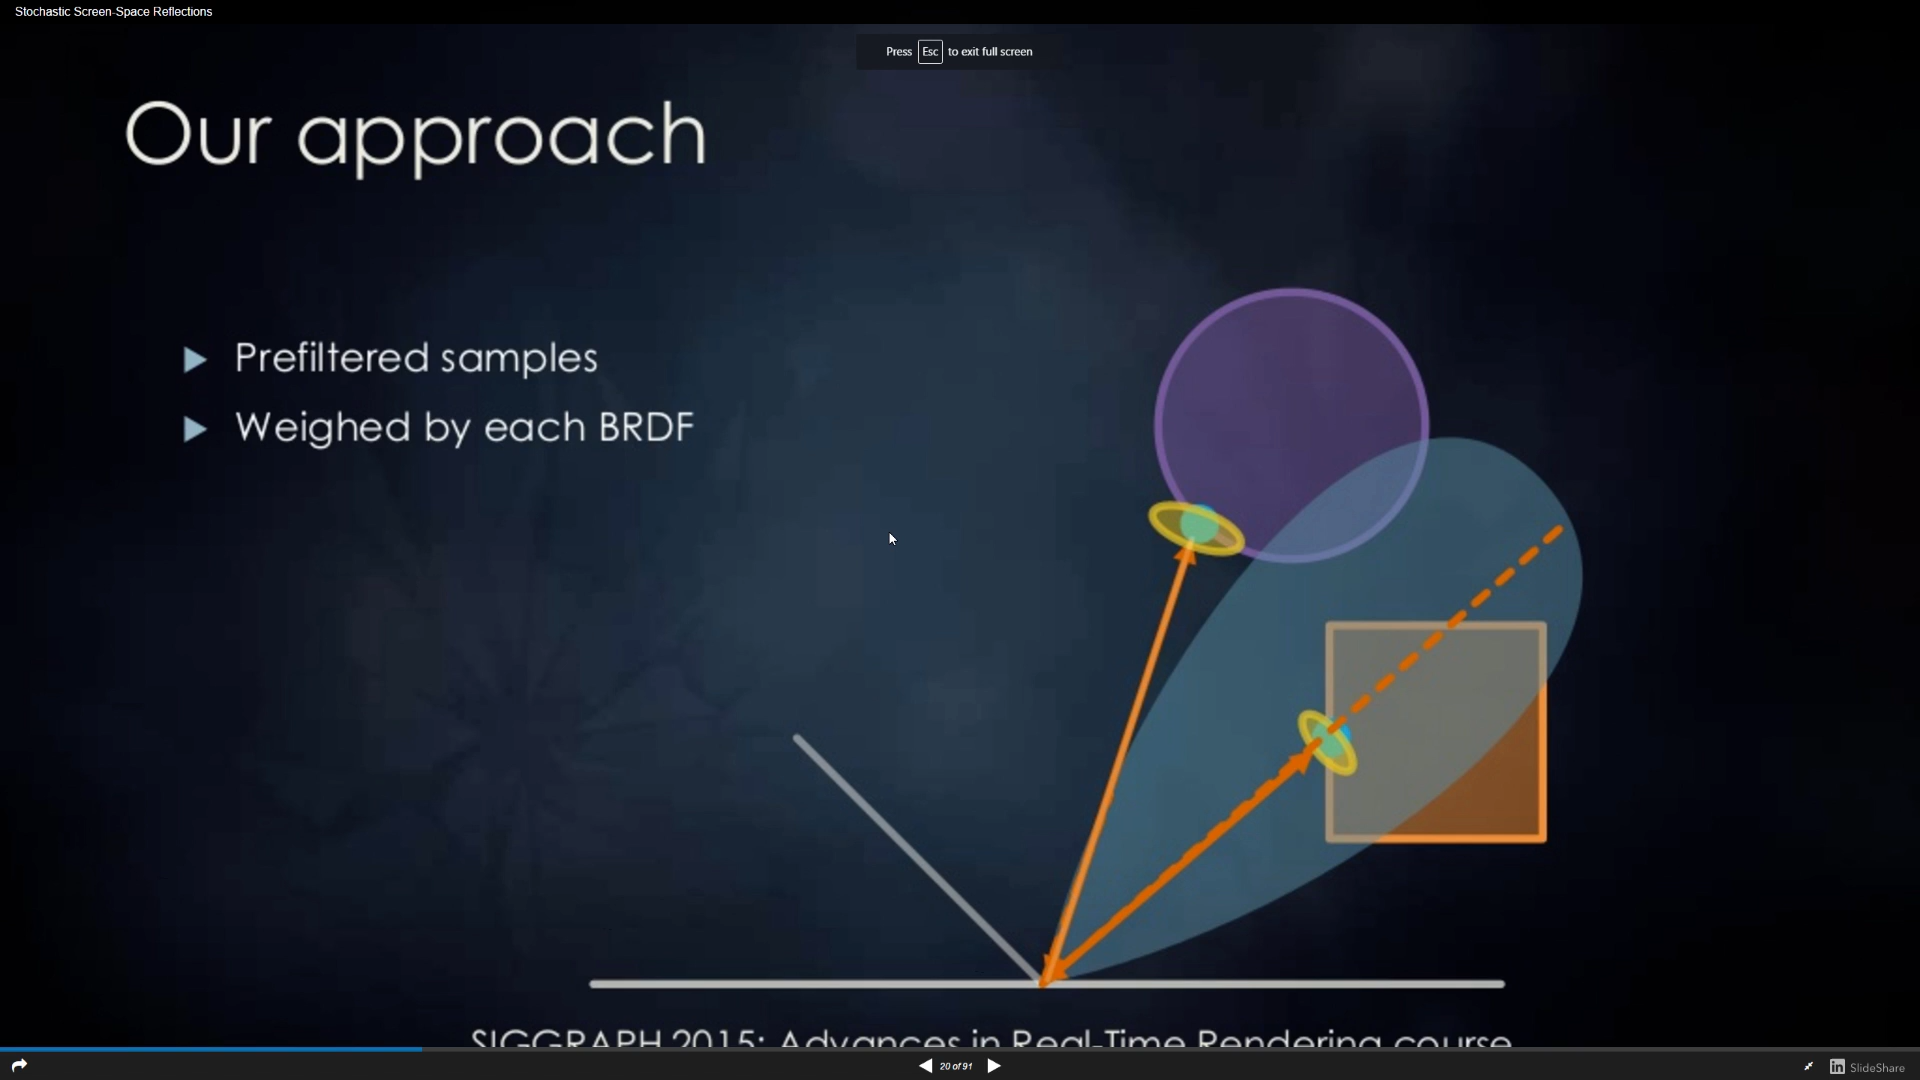 Stochastic Screen-Space Reflections
Press Esc to exit full screen
Our approach
Prefiltered samples
Weighed by each BRDF
SIGGRAPH 2015: Advances in Real-Time Rendering course
20 of 91
in SlideShare